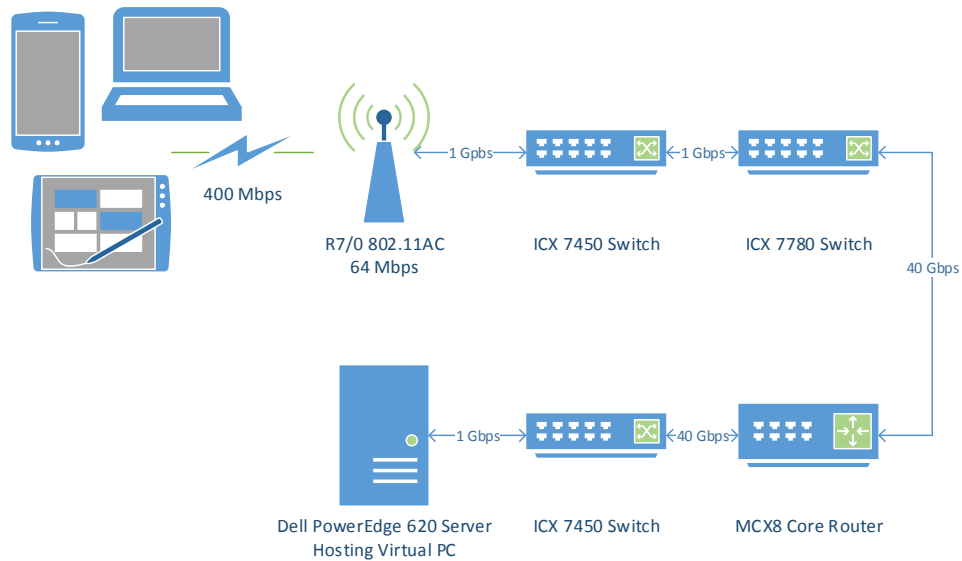 400 Mbps
R7/0 802.11AC
64 Mbps
1 Gpbs
ICX 7450 Switch
1 Gbps
ICX 7780 Switch
40 Gbps
Dell PowerEdge 620 Server
Hosting Virtual PC
1 Gbps
ICX 7450 Switch
40 Gbps
MCX8 Core Router